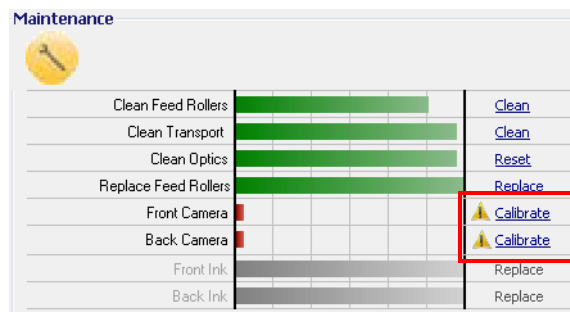 Maintenance
Clean Feed Rollers Clean
Clean Transport Clean
Clean Optics Reset
Replace Feed Rollers Replace
Front Camera Calibrate
Back Camera Calibrate
Front Ink Replace
Back Ink Replace